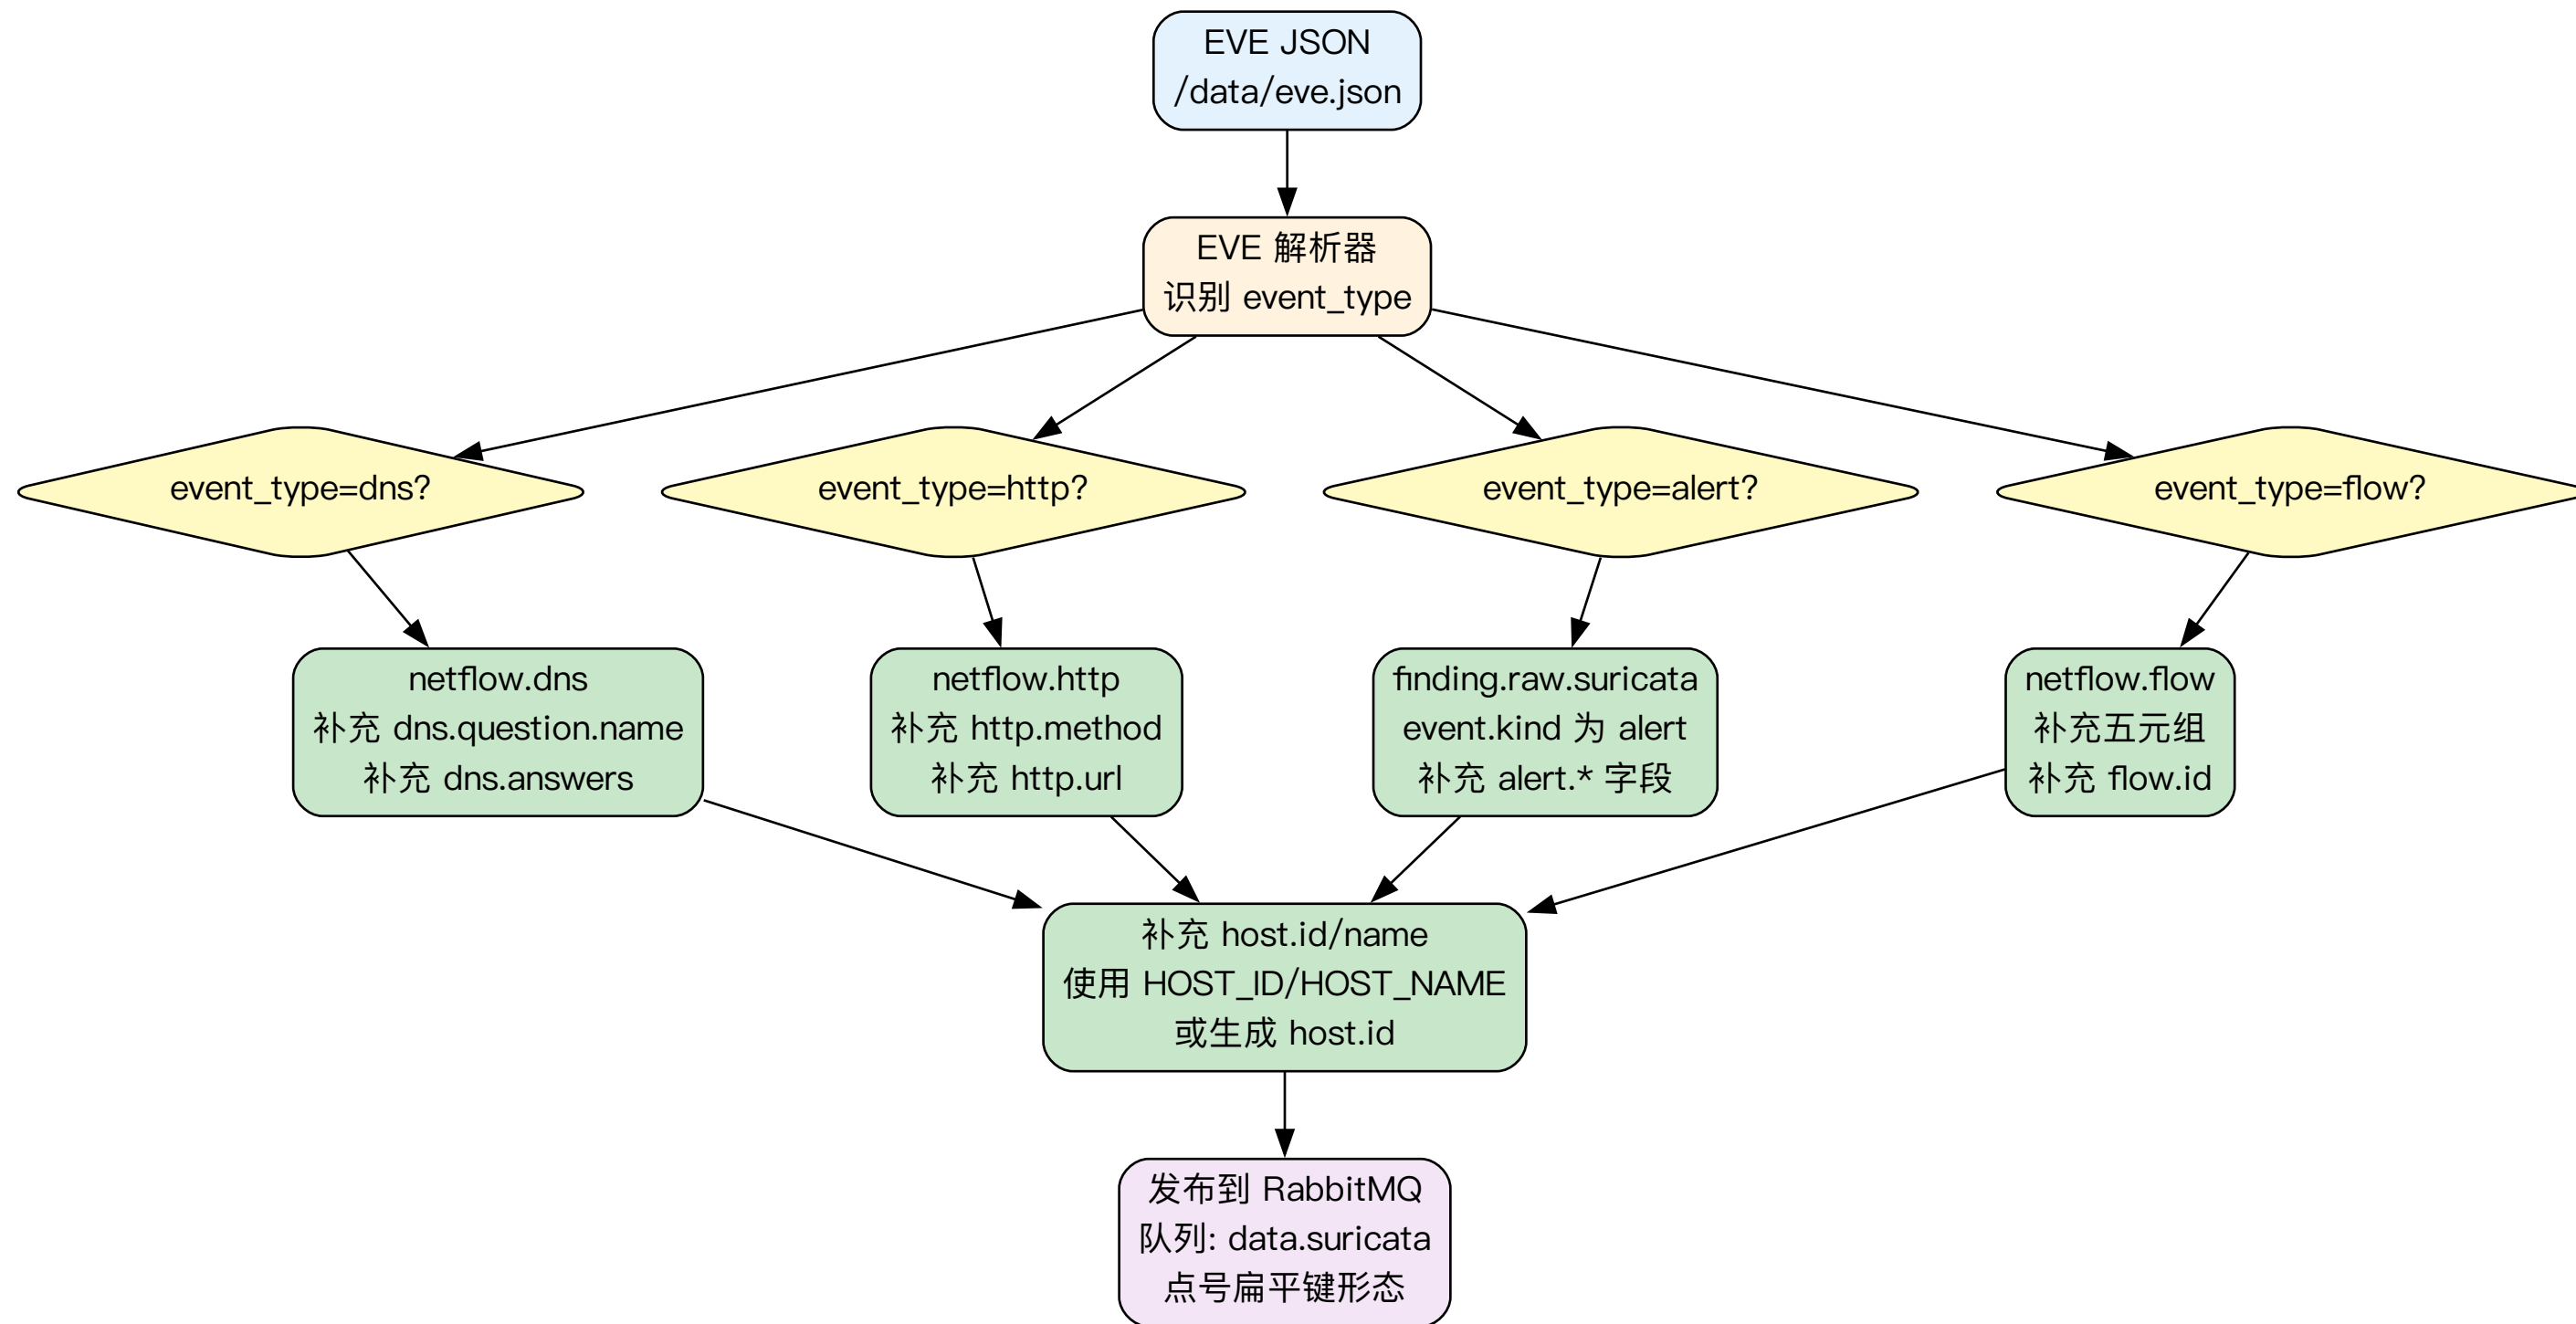 EVE JSON
/data/eve.json
EVE 解析器
识别 event_type
event_type=dns?
event_type=http?
event_type=alert?
event_type=flow?
netflow.dns
补充 dns.question.name
补充 dns.answers
netflow.http
补充 http.method
补充 http.url
finding.raw.suricata
event.kind 为 alert
补充 alert.* 字段
netflow.flow
补充五元组
补充 flow.id
补充 host.id/name
使用 HOST_ID/HOST_NAME
或生成 host.id
发布到 RabbitMQ
队列: data.suricata
点号扁平键形态